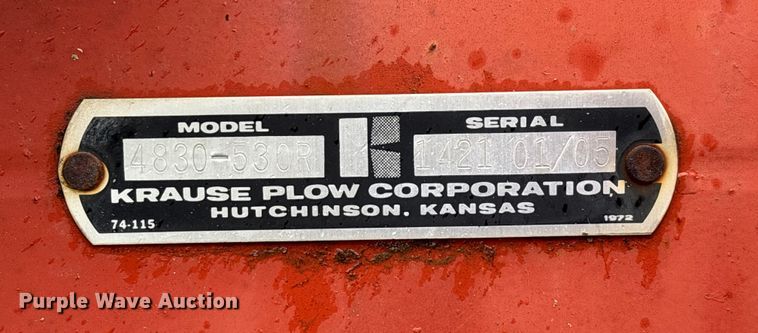 MODEL SERIAL
4830-530R 1421 01/05
KRAUSE PLOW CORPORATION
HUTCHINSON, KANSAS
74-115 1972
Purple Wave Auction